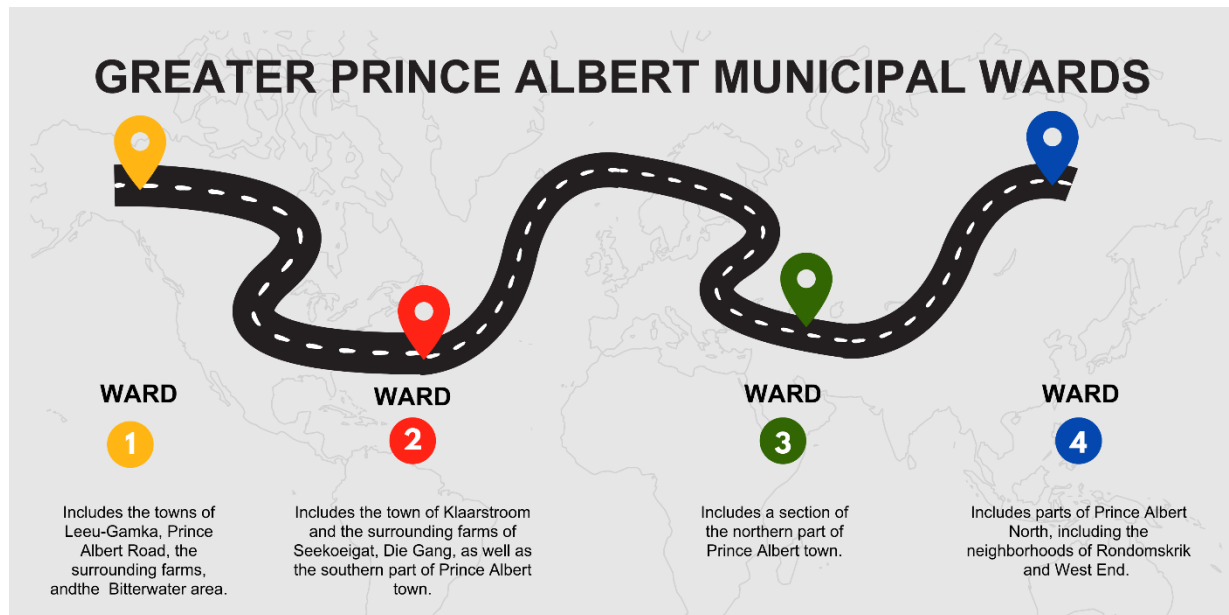 GREATER PRINCE ALBERT MUNICIPAL WARDS
WARD
1
Includes the towns of
Leeu-Gamka, Prince
Albert Road, the
surrounding farms,
andthe Bitterwater area.
WARD
2
Includes the town of Klaarstroom
and the surrounding farms of
Seekoeigat, Die Gang, as well as
the southern part of Prince Albert
town.
WARD
3
Includes a section of
the northern part of
Prince Albert town.
WARD
4
Includes parts of Prince Albert
North, including the
neighborhoods of Rondomskrik
and West End.